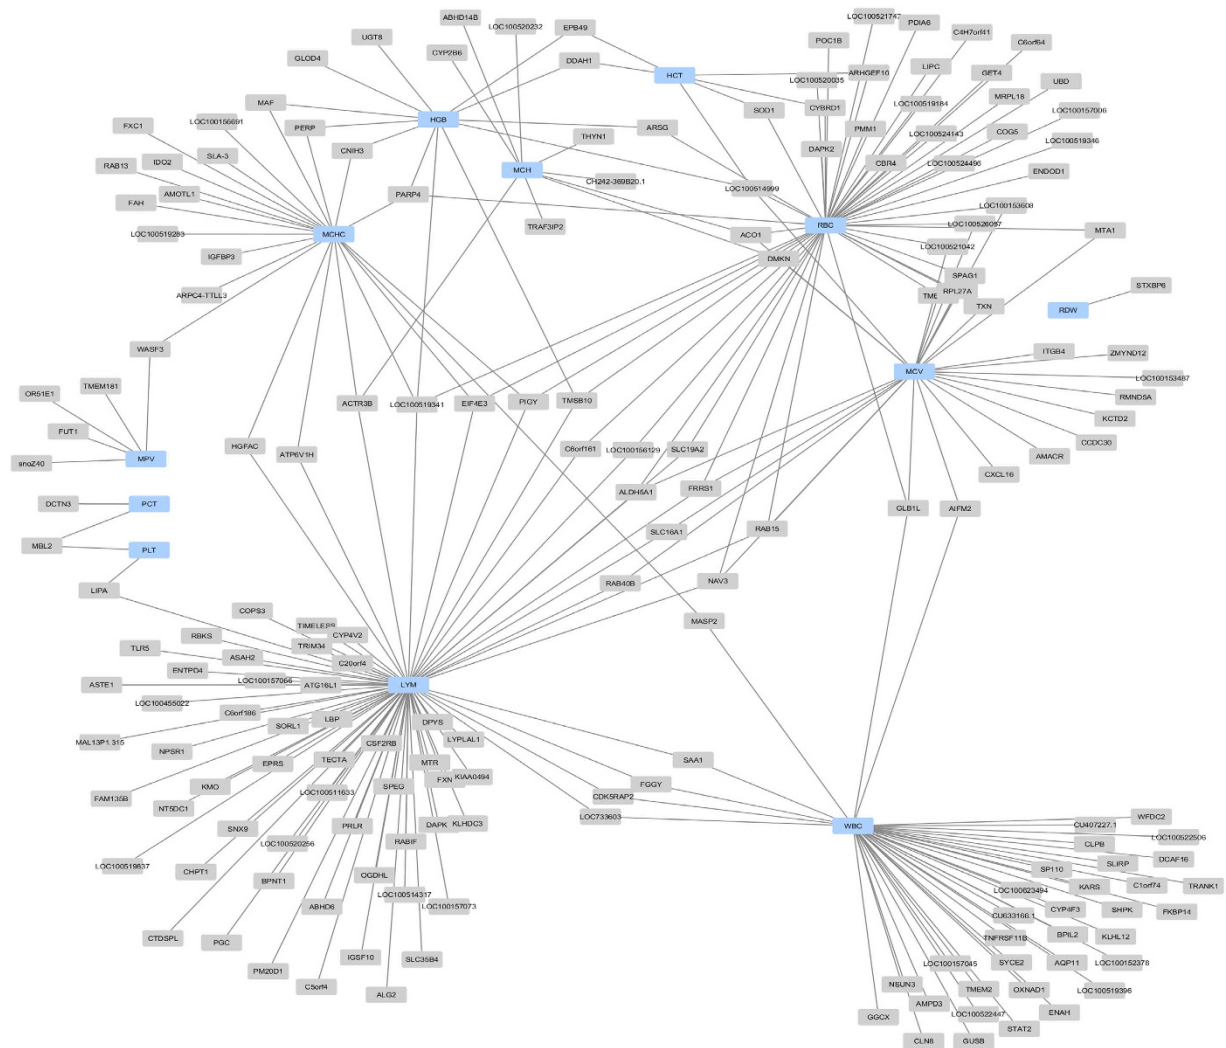 ABHD14B
LOC100520232
EPB49
UGT8
CYP2B6
GLOD4
DDAH1
HCT
POC1B
PDIA6
C4H7orf41
C6orf64
LIPC
GET4
UBD
ARHGEF10
LOC100520035
LOC100519184
MRPL18
LOC100157006
CYBRD1
SOD1
PMM1
LOC100524143
COG5
LOC100519346
DAPK2
CBR4
LOC100524496
ENDOD1
MAF
HGB
PERP
ARSG
THYN1
FXC1
LOC100156691
CNIH3
SLA-3
IDO2
RAB13
MCH
CH242-369B20.1
LOC100514999
AMOTL1
PARP4
FAH
TRAF3IP2
RBC
LOC100153608
LOC100519283
MCHC
ACO1
MTA1
LOC100521042
IGFBP3
DMKN
SPAG1
RPL27A
TXN
STXBP6
RDW
ARPC4-TTLL3
WASF3
ITGB4
ZMYND12
MCV
LOC100153487
RMND5A
KCTD2
CCDC30
AMACR
CXCL16
OR51E1
TMEM181
FUT1
MPV
snoZ40
ACTR3B
LOC100519341
EIF4E3
PIGY
TMSB10
HGFAC
ATP6V1H
C6orf161
LOC100156129
SLC19A2
ALDH5A1
FRRS1
GLB1L
AIFM2
DCTN3
PCT
SLC16A1
RAB15
MBL2
PLT
LIPA
RAB40B
NAV3
MASP2
COPS3
CYP4V2
RBKS
TRIM34
TLR5
ASAH2
C20orf4
ENTPD4
LOC100157066
ATG16L1
ASTE1
LYM
LOC100455022
C6orf186
LBP
DPYS
LYPLAL1
MAL13P1.315
NPSR1
SORL1
CSF2RB
SAA1
EPRS
TECTA
MTR
KIAA0494
FXN
FGGY
KMO
SPEG
FAM135B
NT5DC1
LOC100511633
CDK5RAP2
LOC733603
SNX9
PRLR
KLHDC3
WBC
LOC100520256
RABIF
LOC100519837
CHPT1
BPNT1
OGDHL
LOC100514317
ABHD6
LOC100157073
CTDSPL
PGC
IGSF10
SLC35B4
PM20D1
C5orf4
ALG2
WFDC2
CU407227.1
LOC100522506
CLPB
SLIRP
DCAF16
SP110
C1orf74
TRANK1
KARS
LOC100623494
CYP4F3
SHPK
FKBP14
CU633166.1
TNFRSF11B
BPIL2
KLHL12
LOC100152378
SYCE2
AQP11
LOC100157045
NSUN3
TMEM2
OXNAD1
LOC100519396
AMPD3
GGCX
LOC100522447
STAT2
ENAH
CLN6
GUSB